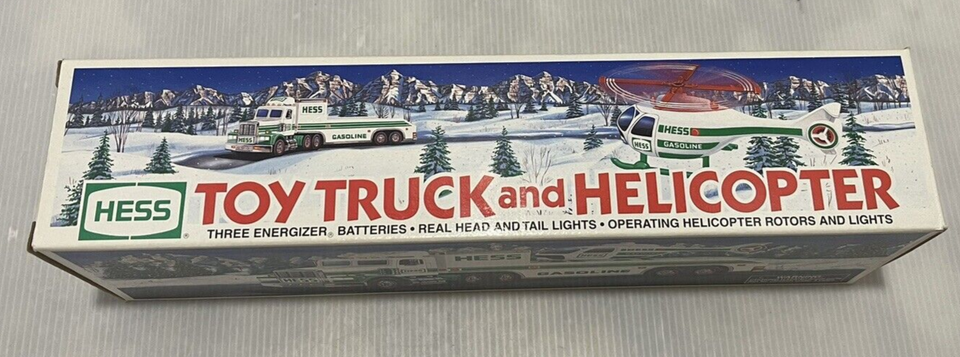 HESS
GASOLINE
HESS
HESS
GASOLINE
HESS
TOY TRUCK and HELICOPTER
THREE ENERGIZER® BATTERIES • REAL HEAD AND TAIL LIGHTS • OPERATING HELICOPTER ROTORS AND LIGHTS
HESS
GASOLINE